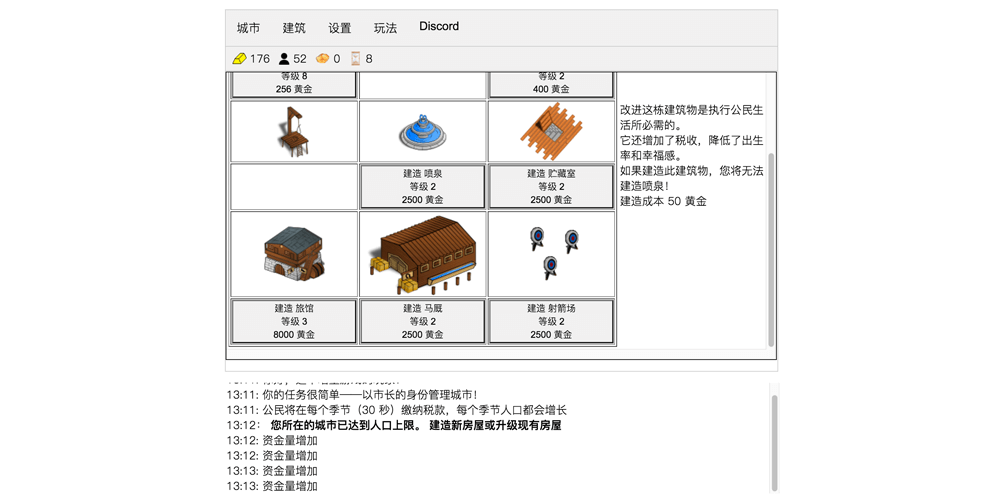 城市 建筑 设置 玩法 Discord
176 52 0 8
等级 8
256 黄金
等级 2
400 黄金
改进这栋建筑物是执行公民生
活所必需的。
它还增加了税收，降低了出生
率和幸福感。
如果建造此建筑物，您将无法
建造喷泉！
建造成本 50 黄金
建造 喷泉
等级 2
2500 黄金
建造 贮藏室
等级 2
2500 黄金
建造 旅馆
等级 3
8000 黄金
建造 马厩
等级 2
2500 黄金
建造 射箭场
等级 2
2500 黄金
13:11: 你的任务很简单——以市长的身份管理城市！
13:11: 公民将在每个季节（30 秒）缴纳税款，每个季节人口都会增长
13:12： 您所在的城市已达到人口上限。 建造新房屋或升级现有房屋
13:12: 资金量增加
13:12: 资金量增加
13:13: 资金量增加
13:13: 资金量增加